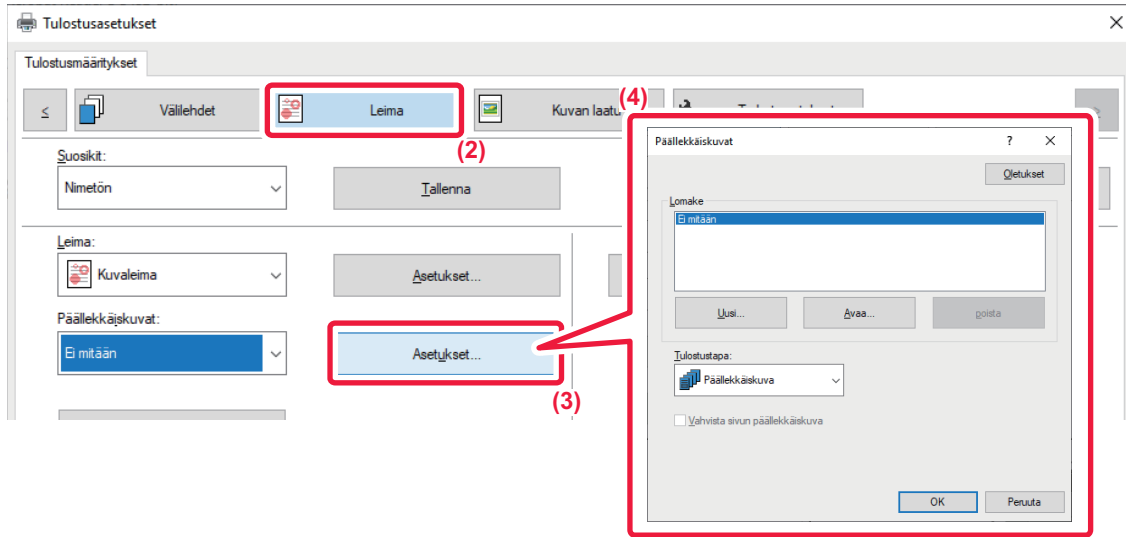 Tulostusasetukset
Tulostusmääritykset
≤ Välilehdet Leima Kuvan laatu
(2)
Suosikit:
Nimetön Tallenna
Leima:
Kuvaleima Asetukset...
Päällekkäiskuvat:
Ei mitään Asetukset...
(3)
(4)
Päällekkäiskuvat ?
Oletukset
Lomake
Ei mitään
Uusi... Avaa... poista
Tulostustapa:
Päällekkäiskuva
Vahvista sivun päällekkäiskuva
OK Peruuta